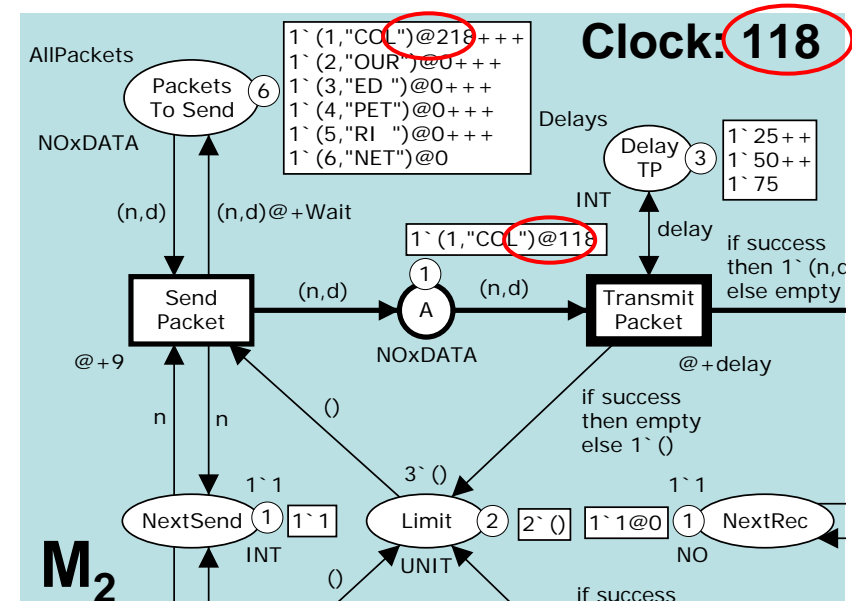 1`(1,"COL")@218+++
1`(2,"OUR")@0+++
1`(3,"ED ")@0+++
1`(4,"PET")@0+++
1`(5,"RI  ")@0+++
1`(6,"NET")@0
Clock: 118
AllPackets
Packets
To Send
6
NOxDATA
Delays
Delay
TP
3
1`25++
1`50++
1`75
INT
(n,d)
(n,d)@+Wait
1`(1,"COL")@118
delay
if success
then 1`(n,d
else empty
Send
Packet
(n,d)
1
A
(n,d)
Transmit
Packet
NOxDATA
@+9
@+delay
n
n
()
if success
then empty
else 1`()
1`1
3`()
1`1
NextSend
1
1`1
Limit
2
2`()
1`1@0
1
NextRec
INT
UNIT
NO
M2
()
if success